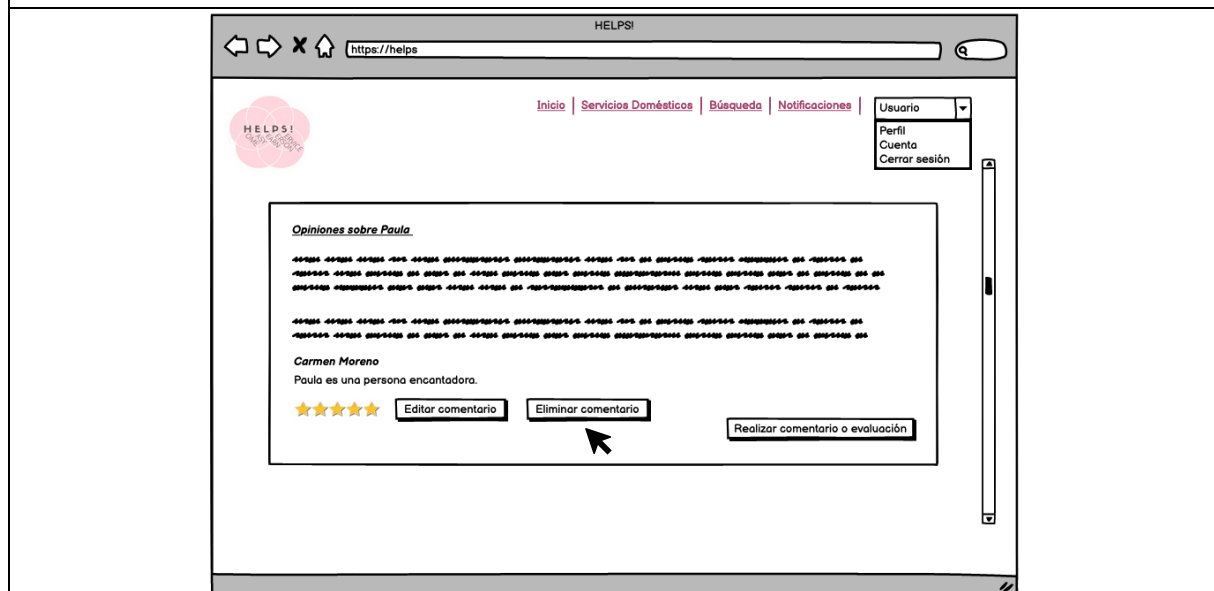 HELPS!
https://helps
Inicio Servicios Domésticos Búsqueda Notificaciones Usuario
Perfil
Cuenta
Cerrar sesión
HELPS!
Opiniones sobre Paula
Carmen Moreno
Paula es una persona encantadora.
Editar comentario Eliminar comentario
Realizar comentario o evaluación